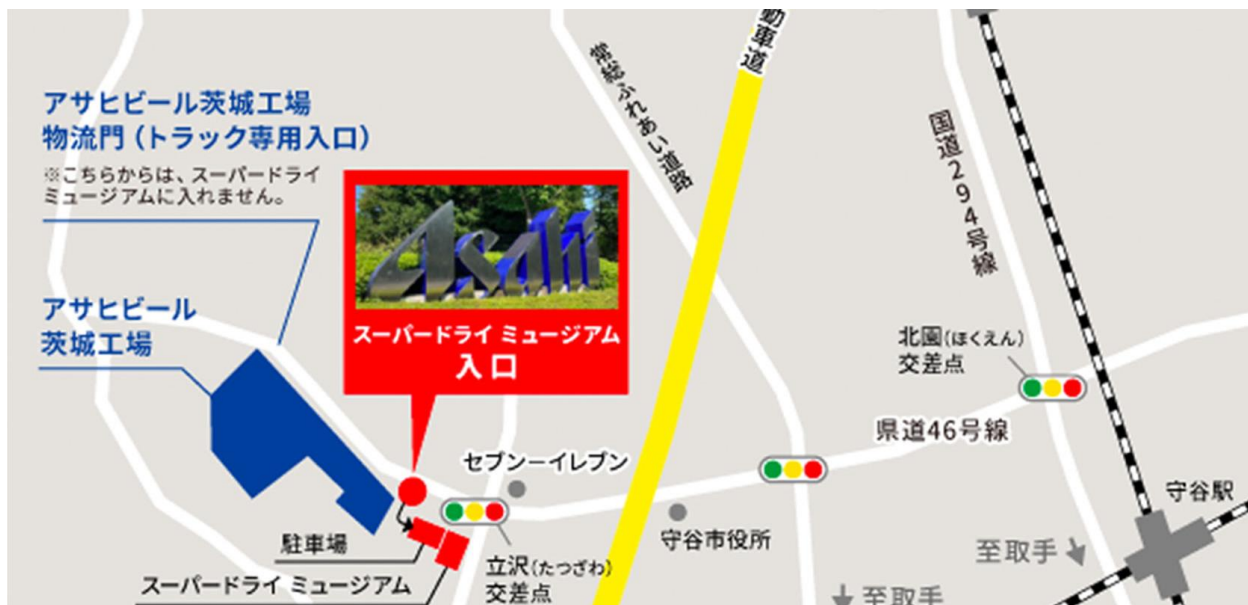 動車道
常総ふれあい道路
国道294号線
アサヒビール茨城工場
物流門（トラック専用入口）
※こちらからは、スーパードライ
ミュージアムに入れません。
Asahi
スーパードライ ミュージアム
入口
アサヒビール
茨城工場
北園(ほくえん)
交差点
県道46号線
セブンーイレブン
守谷駅
守谷市役所
駐車場
至取手
スーパードライ ミュージアム
立沢(たつざわ)
交差点
至取手